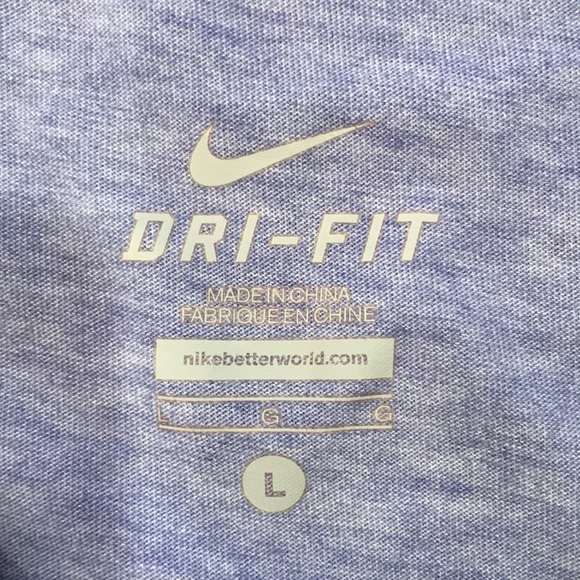 DRI-FIT
MADE IN CHINA
FABRIQUE EN CHINE
nikebetterworld.com
L G G
L